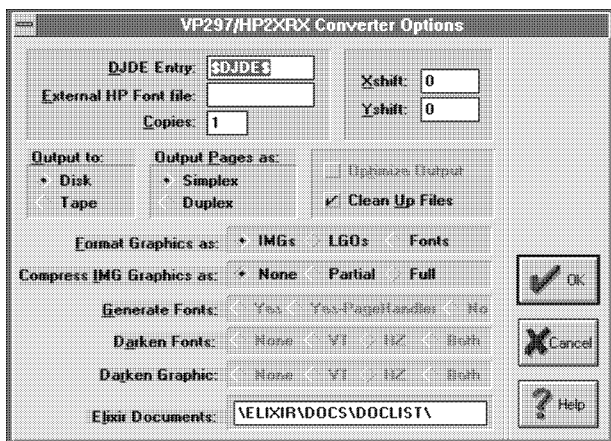 VP297/HP2XRX Converter Options
DJDE Entry: $DJDE$
External HP Font file:
Copies: 1
Xshift: 0
Yshift: 0
Output to:
Disk
Tape
Output Pages as:
Simplex
Duplex
Optimize Output
Clean Up Files
Format Graphics as: IMGs LGOs Fonts
Compress IMG Graphics as: None Partial Full
Generate Fonts: Yes Yes-PageHandler No
Darken Fonts: None VT HZ Both
Darken Graphic: None VT HZ Both
Elixir Documents: \ELIXIR\DOCS\DOCLIST\
OK
Cancel
Help